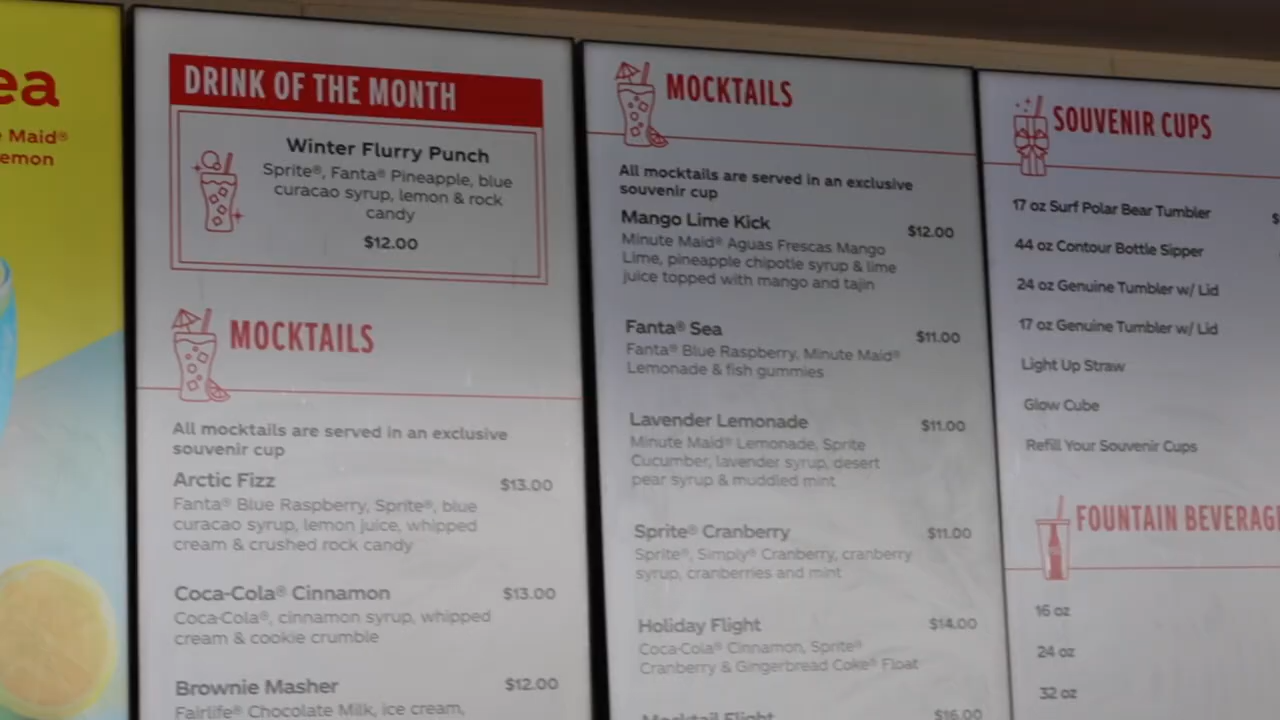 ea
Maid®
emon
DRINK OF THE MONTH
Winter Flurry Punch
Sprite®, Fanta® Pineapple, blue
curacao syrup, lemon & rock
candy
$12.00
MOCKTAILS
All mocktails are served in an exclusive
souvenir cup
Arctic Fizz $13.00
Fanta® Blue Raspberry, Sprite®, blue
curacao syrup, lemon juice, whipped
cream & crushed rock candy
Coca-Cola® Cinnamon $13.00
Coca-Cola®, cinnamon syrup, whipped
cream & cookie crumble
Brownie Masher $12.00
Fairlife® Chocolate Milk, ice cream,
MOCKTAILS
All mocktails are served in an exclusive
souvenir cup
Mango Lime Kick $12.00
Minute Maid® Aguas Frescas Mango
Lime, pineapple chipotle syrup & lime
juice topped with mango and tajin
Fanta® Sea $11.00
Fanta® Blue Raspberry, Minute Maid®
Lemonade & fish gummies
Lavender Lemonade $11.00
Minute Maid® Lemonade, Sprite
Cucumber, lavender syrup, desert
pear syrup & muddled mint
Sprite® Cranberry $11.00
Sprite®, Simply® Cranberry, cranberry
syrup, cranberries and mint
Holiday Flight $14.00
Coca-Cola® Cinnamon, Sprite®
Cranberry & Gingerbread Coke® Float
Mocktail Flight $16.00
SOUVENIR CUPS
17 oz Surf Polar Bear Tumbler $
44 oz Contour Bottle Sipper
24 oz Genuine Tumbler w/ Lid
17 oz Genuine Tumbler w/ Lid
Light Up Straw
Glow Cube
Refill Your Souvenir Cups
FOUNTAIN BEVERAG
16 oz
24 oz
32 oz